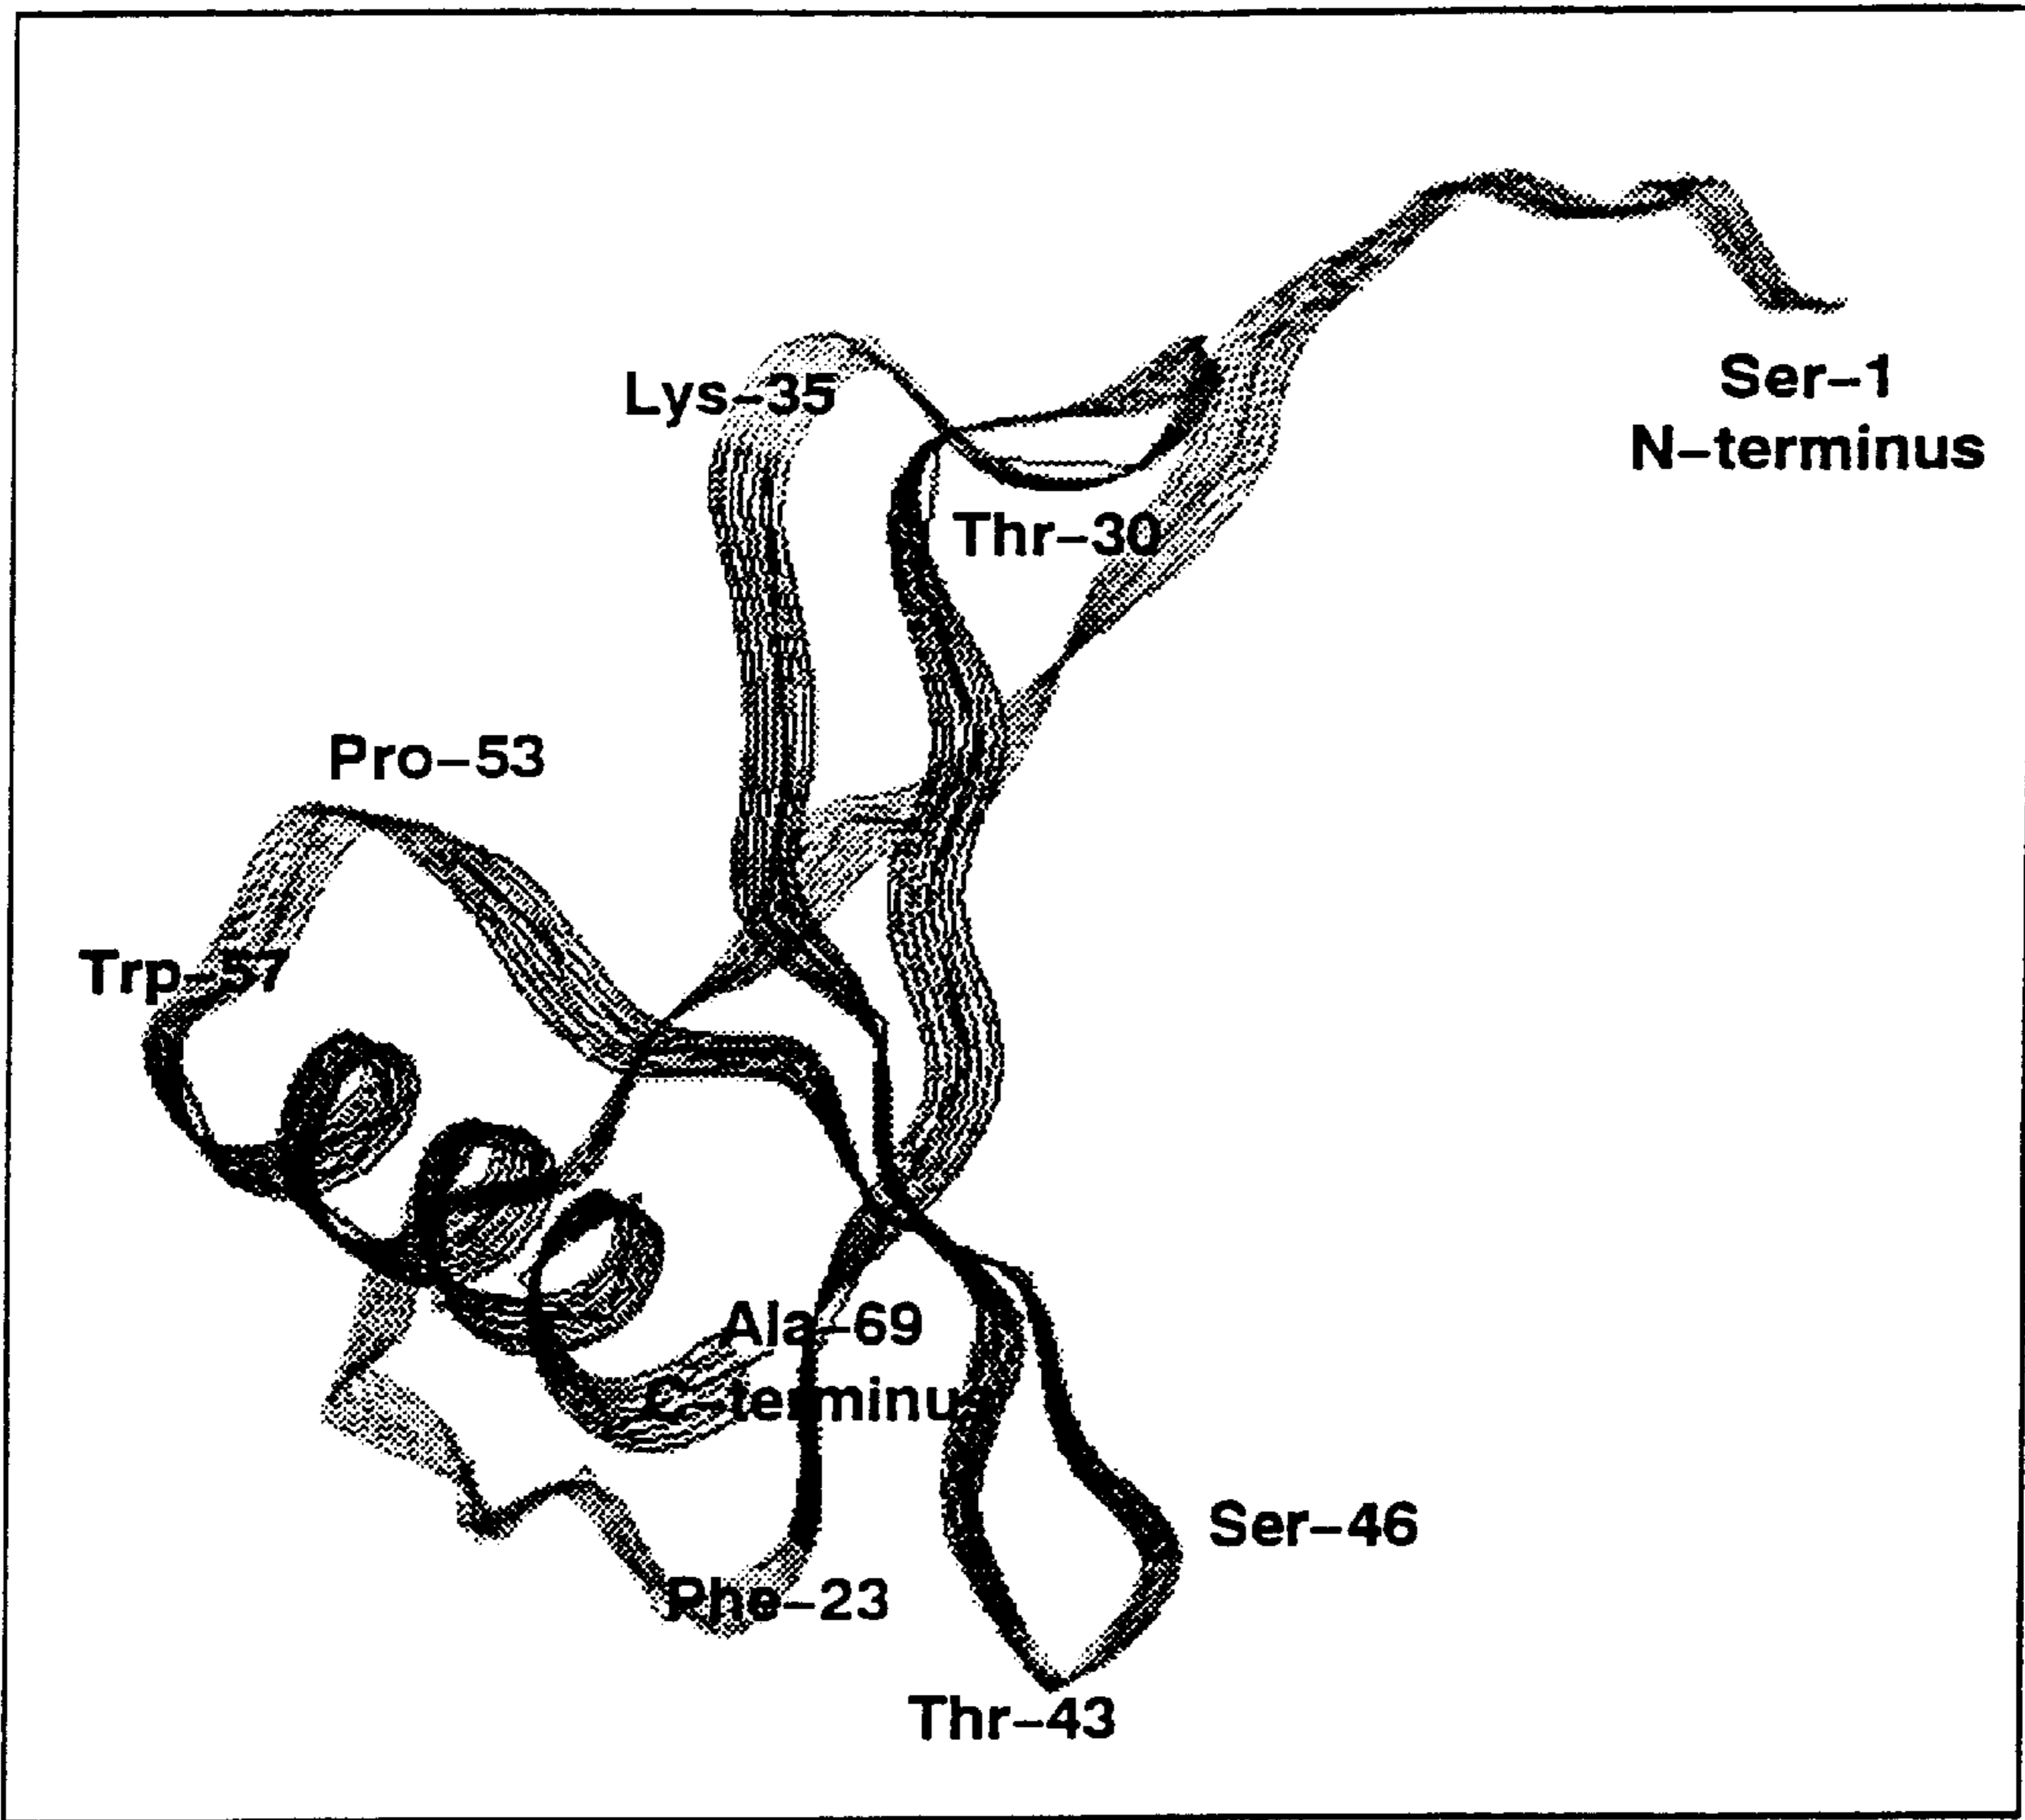 Lys-35
Ser-1
N-terminus
Thr-30
Pro-53
Trp-57
Ala-69
C-terminus
Ser-46
Phe-23
Thr-43